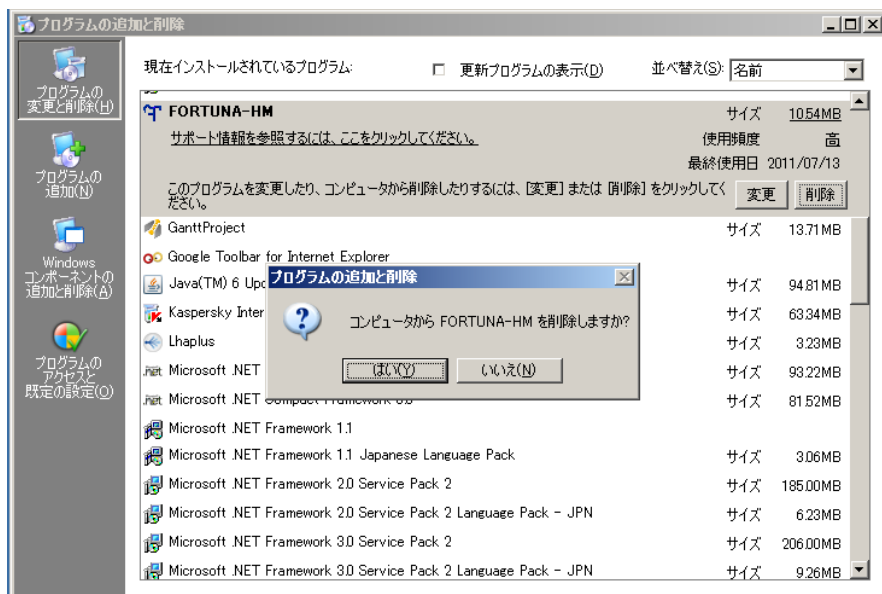 プログラムの追加と削除
プログラムの
変更と削除(H)
プログラムの
追加(N)
Windows
コンポーネントの
追加と削除(A)
プログラムの
アクセスと
既定の設定(O)
現在インストールされているプログラム:
更新プログラムの表示(D)
並べ替え(S):
名前
FORTUNA-HM
サイズ 10.54MB
サポート情報を参照するには、ここをクリックしてください。
使用頻度 高
最終使用日 2011/07/13
このプログラムを変更したり、コンピュータから削除したりするには、[変更] または [削除] をクリックしてく
ださい。
変更
削除
GanttProject サイズ 13.71MB
Google Toolbar for Internet Explorer
Java(TM) 6 サイズ 94.81MB
Kaspersky サイズ 63.34MB
Lhaplus サイズ 3.23MB
Microsoft .NET サイズ 93.22MB
Microsoft .NET Compact Framework サイズ 81.52MB
Microsoft .NET Framework 1.1
Microsoft .NET Framework 1.1 Japanese Language Pack サイズ 3.06MB
Microsoft .NET Framework 2.0 Service Pack 2 サイズ 185.00MB
Microsoft .NET Framework 2.0 Service Pack 2 Language Pack - JPN サイズ 6.23MB
Microsoft .NET Framework 3.0 Service Pack 2 サイズ 206.00MB
Microsoft .NET Framework 3.0 Service Pack 2 Language Pack - JPN サイズ 9.26MB
プログラムの追加と削除
コンピュータから FORTUNA-HM を削除しますか?
はい(Y)
いいえ(N)